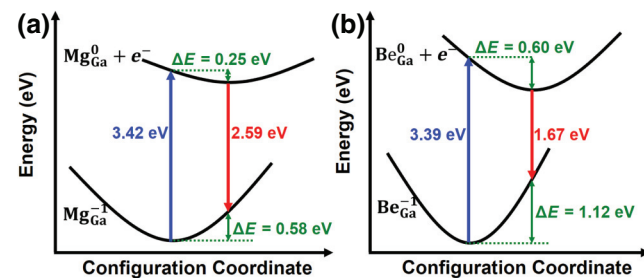 (a)
Energy (eV)
Mg⁰Ga + e⁻
ΔE = 0.25 eV
3.42 eV
2.59 eV
Mg⁻¹Ga
ΔE = 0.58 eV
Configuration Coordinate
(b)
Energy (eV)
Be⁰Ga + e⁻
ΔE = 0.60 eV
3.39 eV
1.67 eV
Be⁻¹Ga
ΔE = 1.12 eV
Configuration Coordinate